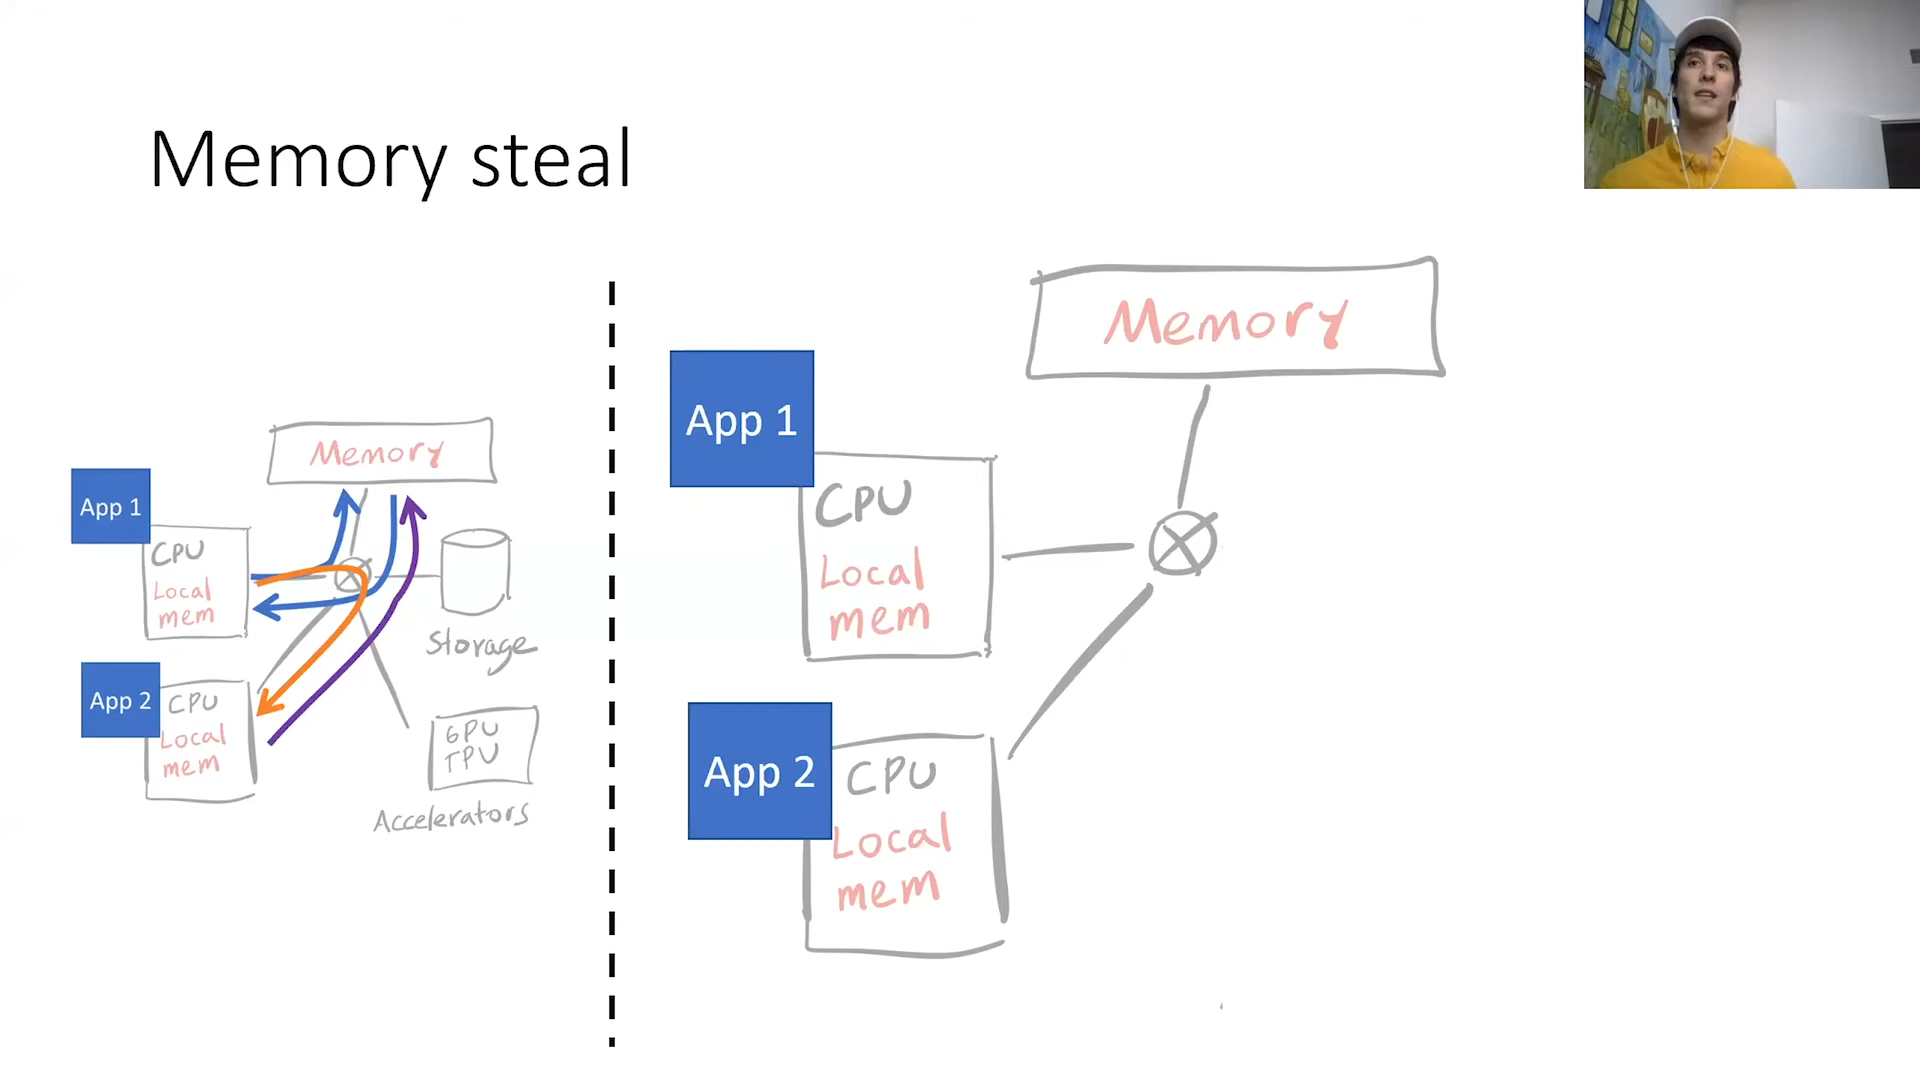 Memory steal
Memory
App 1
CPU
Local
mem
Storage
App 2
CPU
Local
mem
GPU
TPU
Accelerators
Memory
App 1
CPU
Local
mem
App 2
CPU
Local
mem